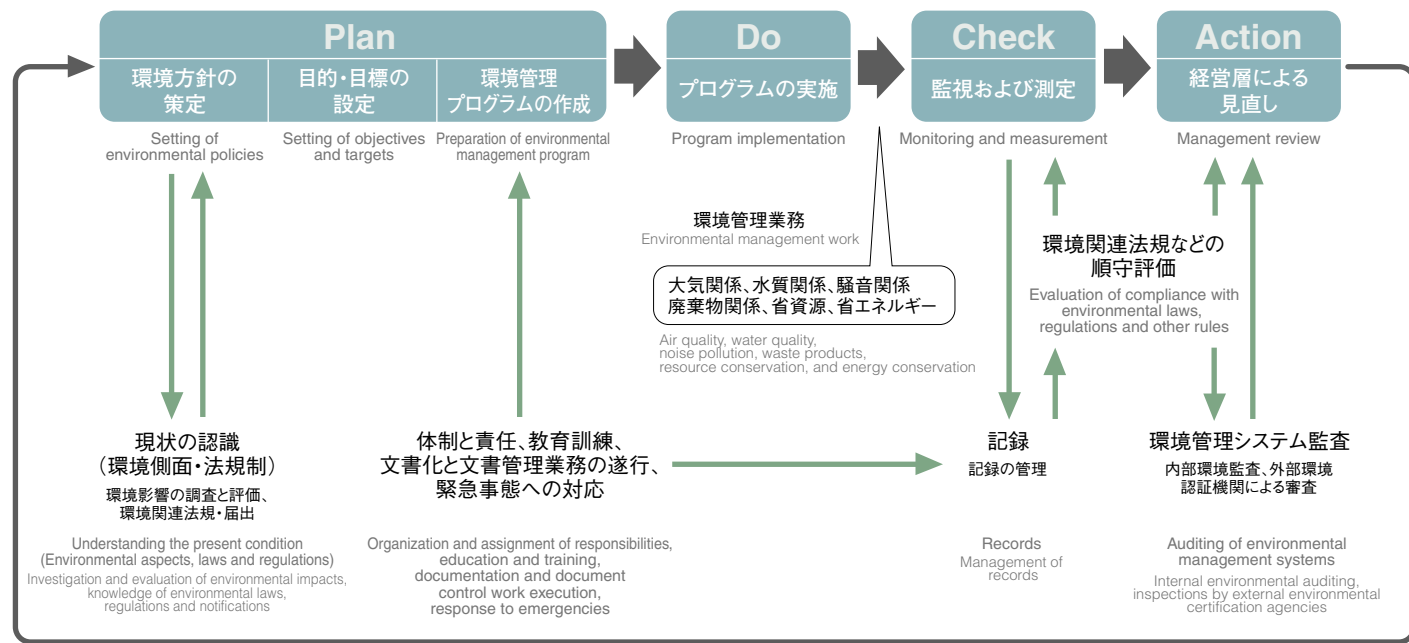 Plan
環境方針の
策定
目的・目標の
設定
環境管理
プログラムの作成
Setting of
environmental policies
Setting of objectives
and targets
Preparation of environmental
management program
Do
プログラムの実施
Program implementation
Check
監視および測定
Monitoring and measurement
Action
経営層による
見直し
Management review
環境管理業務
Environmental management work
大気関係、水質関係、騒音関係
廃棄物関係、省資源、省エネルギー
Air quality, water quality,
noise pollution, waste products,
resource conservation, and energy conservation
環境関連法規などの
順守評価
Evaluation of compliance with
environmental laws,
regulations and other rules
現状の認識
（環境側面・法規制）
環境影響の調査と評価、
環境関連法規・届出
Understanding the present condition
(Environmental aspects, laws and regulations)
Investigation and evaluation of environmental impacts,
knowledge of environmental laws,
regulations and notifications
体制と責任、教育訓練、
文書化と文書管理業務の遂行、
緊急事態への対応
Organization and assignment of responsibilities,
education and training,
documentation and document
control work execution,
response to emergencies
記録
記録の管理
Records
Management of
records
環境管理システム監査
内部環境監査、外部環境
認証機関による審査
Auditing of environmental
management systems
Internal environmental auditing,
inspections by external environmental
certification agencies